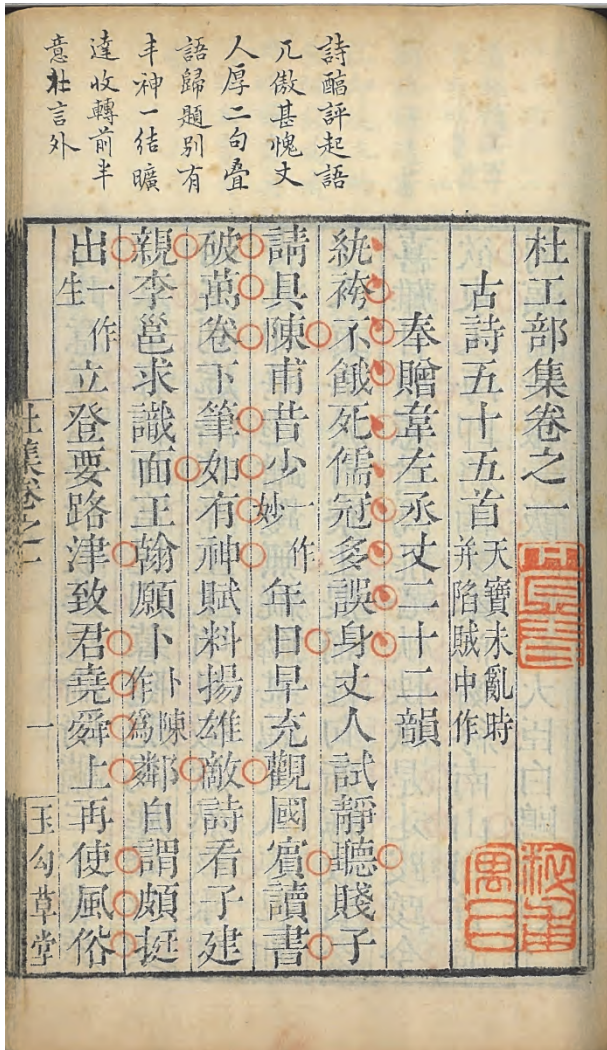 詩醕評起語
兀傲甚愧丈
人厚二句疊
語歸題別有
丰神一結曠
達收轉前半
意在言外
杜工部集卷之一
古詩五十五首 天寶未亂時
并陷賊中作
奉贈韋左丞丈二十二韻
紈袴不餓死儒冠多誤身丈人試靜聽賤子
請具陳甫昔少 一作妙 年日早充觀國賓讀書
破萬卷下筆如有神賦料揚雄敵詩看子建
親李邕求識面王翰願卜 卜陳作爲 鄰自謂頗挺
出 一作生 立登要路津致君堯舜上再使風俗
杜集卷之一
一
玉勾草堂